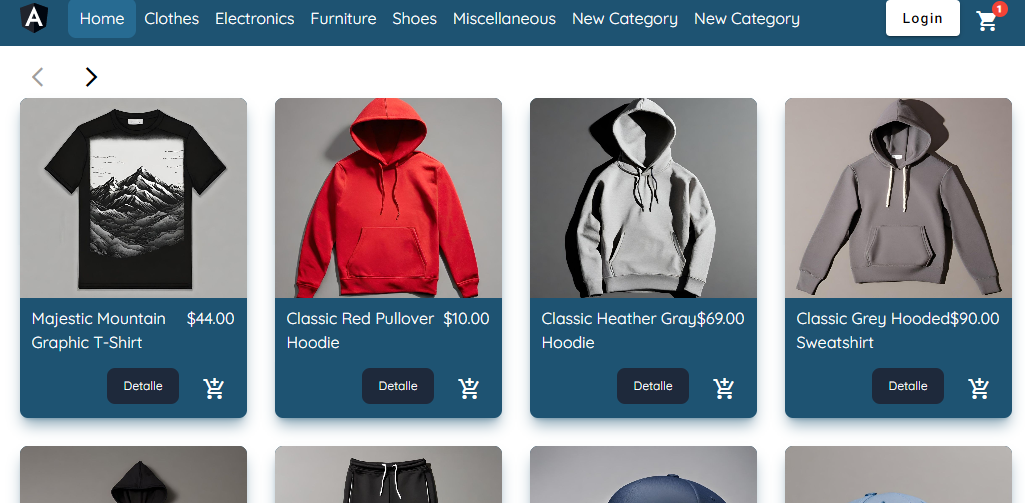 A
Home Clothes Electronics Furniture Shoes Miscellaneous New Category New Category Login 1
Majestic Mountain $44.00 Classic Red Pullover $10.00 Classic Heather Gray$69.00 Classic Grey Hooded$90.00
Graphic T-Shirt Hoodie Hoodie Sweatshirt
Detalle Detalle Detalle Detalle